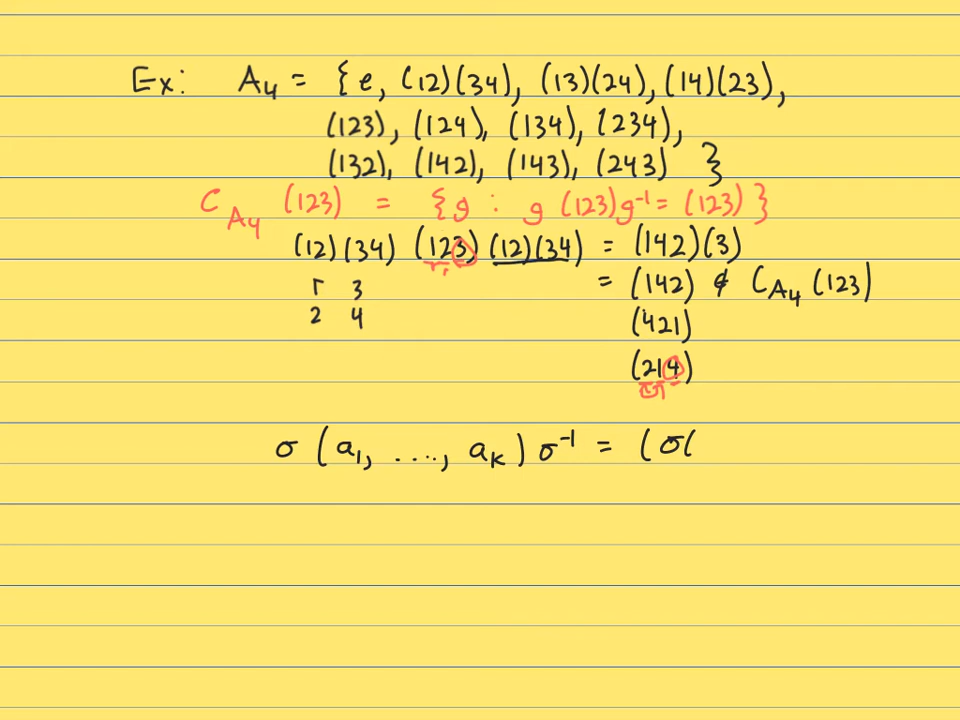 Ex: A4 = { e, (12)(34), (13)(24), (14)(23),
(123), (124), (134), (234),
(132), (142), (143), (243) }
C_A4 (123) = { g : g (123) g⁻¹ = (123) }
(12)(34) (123) (12)(34) = (142)(3)
1 3 = (142) ∉ C_A4 (123)
2 4 (421)
(214)
σ (a₁, ...., aₖ) σ⁻¹ = (σ(